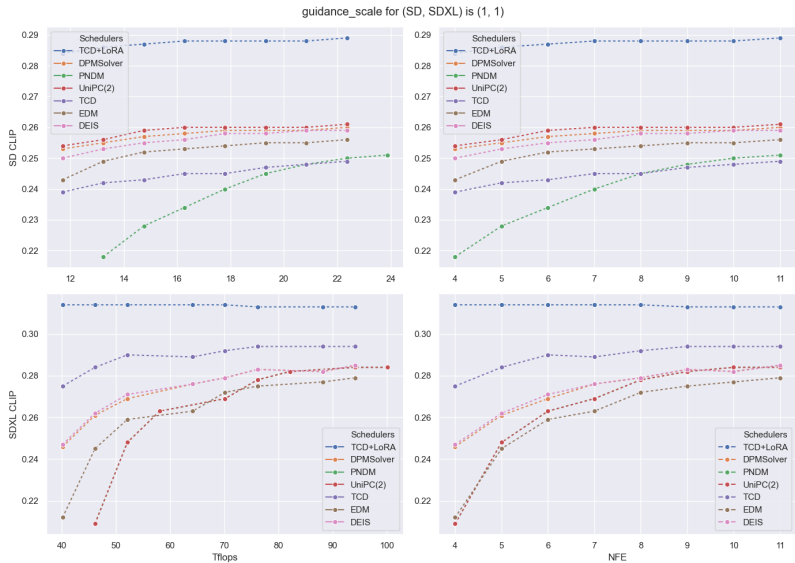 guidance_scale for (SD, SDXL) is (1, 1)
SD CLIP
0.29
0.28
0.27
0.26
0.25
0.24
0.23
0.22
Schedulers
TCD+LoRA
DPMSolver
PNDM
UniPC(2)
TCD
EDM
DEIS
12 14 16 18 20 22 24
0.29
0.28
0.27
0.26
0.25
0.24
0.23
0.22
Schedulers
TCD+LoRA
DPMSolver
PNDM
UniPC(2)
TCD
EDM
DEIS
4 5 6 7 8 9 10 11
SDXL CLIP
0.30
0.28
0.26
0.24
0.22
Schedulers
TCD+LoRA
DPMSolver
PNDM
UniPC(2)
TCD
EDM
DEIS
40 50 60 70 80 90 100
Tflops
0.30
0.28
0.26
0.24
0.22
Schedulers
TCD+LoRA
DPMSolver
PNDM
UniPC(2)
TCD
EDM
DEIS
4 5 6 7 8 9 10 11
NFE